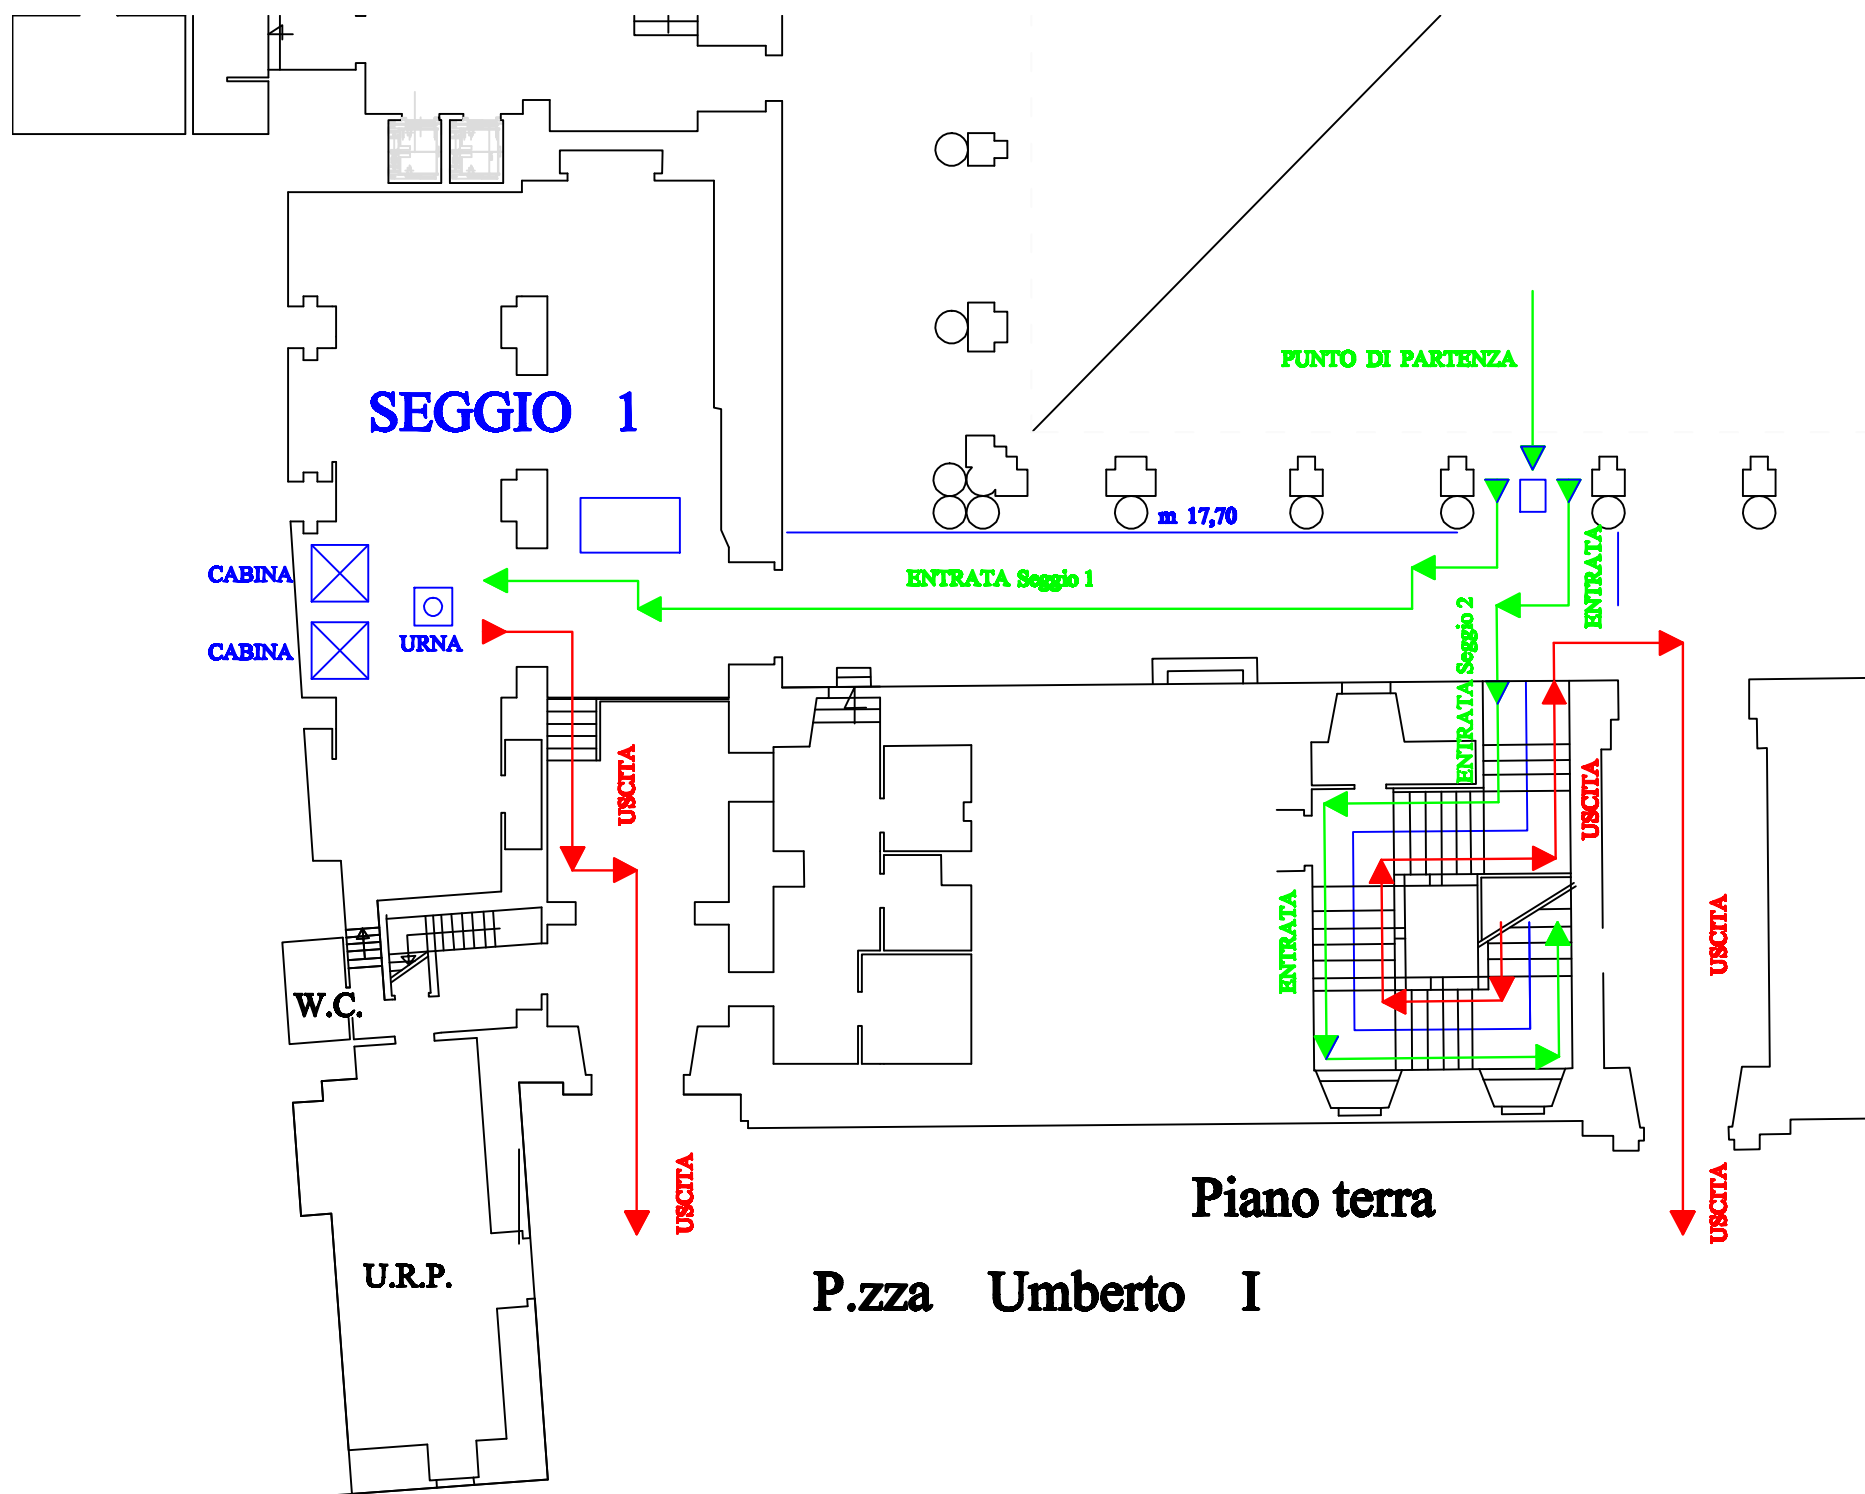 PUNTO DI PARTENZA
SEGGIO 1
m 17,70
CABINA
ENTRATA Seggio 1
ENTRATA
CABINA
URNA
ENTRATA Seggio 2
USCITA
USCITA
ENTRATA
USCITA
W.C.
USCITA
USCITA
Piano terra
U.R.P.
P.zza Umberto I